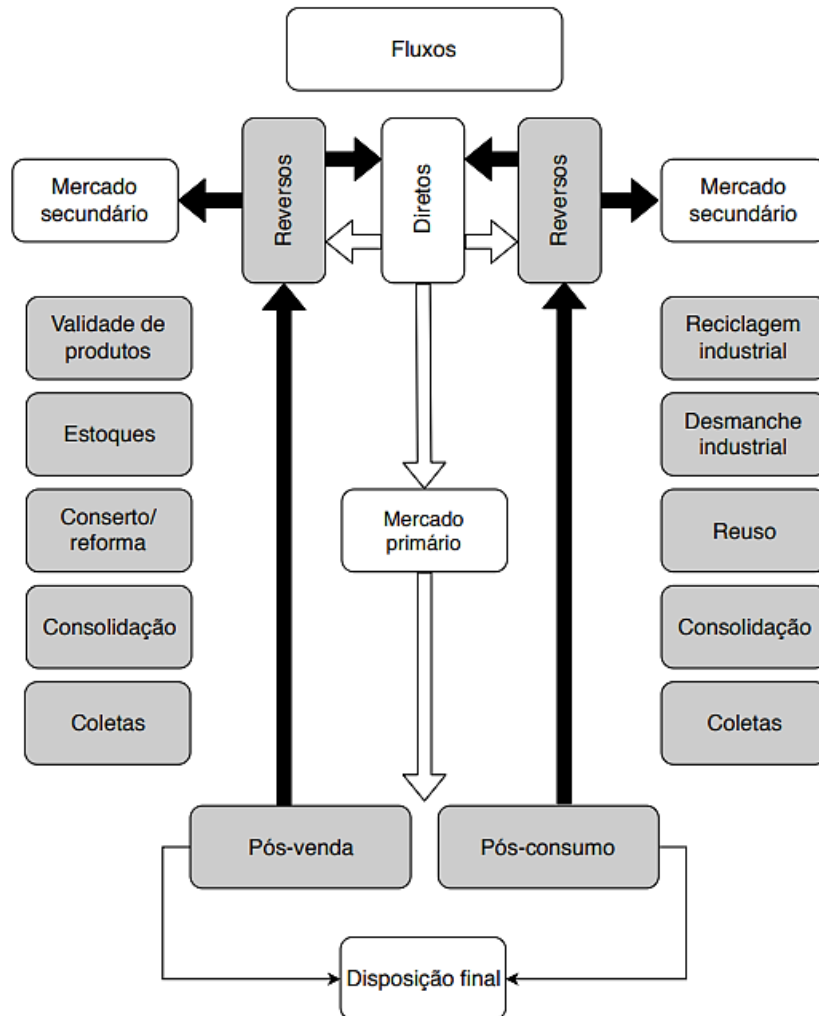 Fluxos
Reversos
Diretos
Reversos
Mercado
secundário
Mercado
secundário
Validade de
produtos
Reciclagem
industrial
Estoques
Desmanche
industrial
Conserto/
reforma
Mercado
primário
Reuso
Consolidação
Consolidação
Coletas
Coletas
Pós-venda
Pós-consumo
Disposição final